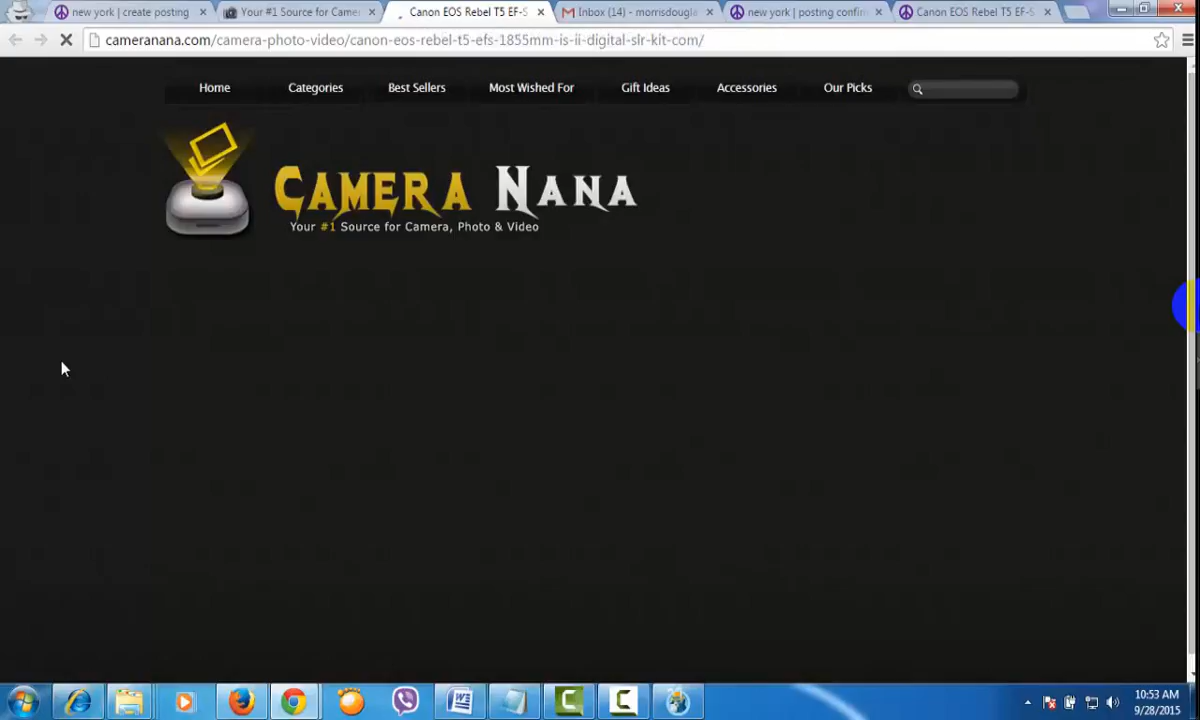 new york | create posting
Your #1 Source for Camer
Canon EOS Rebel T5 EF-S
Inbox (14) - morrisdougla
new york | posting confirm
Canon EOS Rebel T5 EF-S
cameranana.com/camera-photo-video/canon-eos-rebel-t5-efs-1855mm-is-ii-digital-slr-kit-com/
Home Categories Best Sellers Most Wished For Gift Ideas Accessories Our Picks
CAMERA NANA
Your #1 Source for Camera, Photo & Video
10:53 AM
9/28/2015